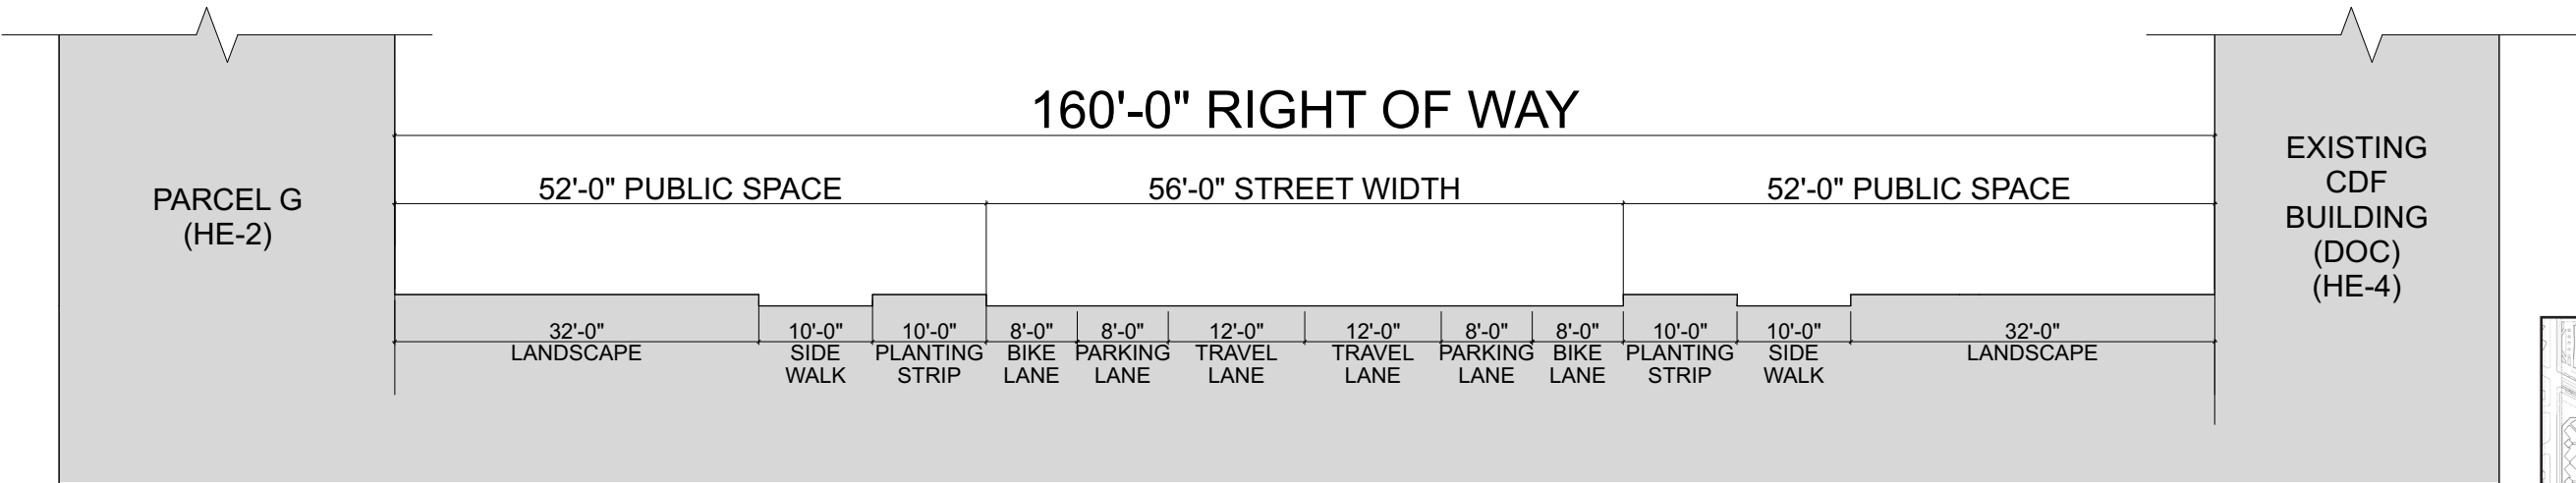 160'-0" RIGHT OF WAY
52'-0" PUBLIC SPACE
56'-0" STREET WIDTH
52'-0" PUBLIC SPACE
PARCEL G
(HE-2)
EXISTING
CDF
BUILDING
(DOC)
(HE-4)
32'-0"
LANDSCAPE
10'-0"
SIDE
WALK
10'-0"
PLANTING
STRIP
8'-0"
BIKE
LANE
8'-0"
PARKING
LANE
12'-0"
TRAVEL
LANE
12'-0"
TRAVEL
LANE
8'-0"
PARKING
LANE
8'-0"
BIKE
LANE
10'-0"
PLANTING
STRIP
10'-0"
SIDE
WALK
32'-0"
LANDSCAPE